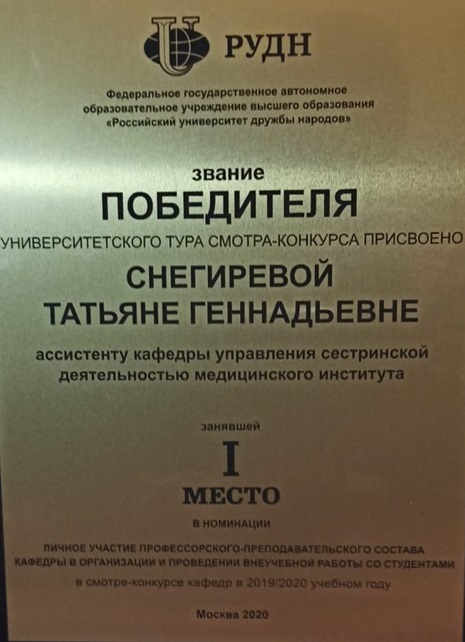 РУДН
Федеральное государственное автономное
образовательное учреждение высшего образования
«Российский университет дружбы народов»
звание
ПОБЕДИТЕЛЯ
УНИВЕРСИТЕТСКОГО ТУРА СМОТРА-КОНКУРСА ПРИСВОЕНО
СНЕГИРЕВОЙ
ТАТЬЯНЕ ГЕННАДЬЕВНЕ
ассистенту кафедры управления сестринской
деятельностью медицинского института
занявшей
I
МЕСТО
В НОМИНАЦИИ
ЛИЧНОЕ УЧАСТИЕ ПРОФЕССОРСКОГО-ПРЕПОДАВАТЕЛЬСКОГО СОСТАВА
КАФЕДРЫ В ОРГАНИЗАЦИИ И ПРОВЕДЕНИИ ВНЕУЧЕБНОЙ РАБОТЫ СО СТУДЕНТАМИ
в смотре-конкурсе кафедр в 2019/2020 учебном году
Москва 2020